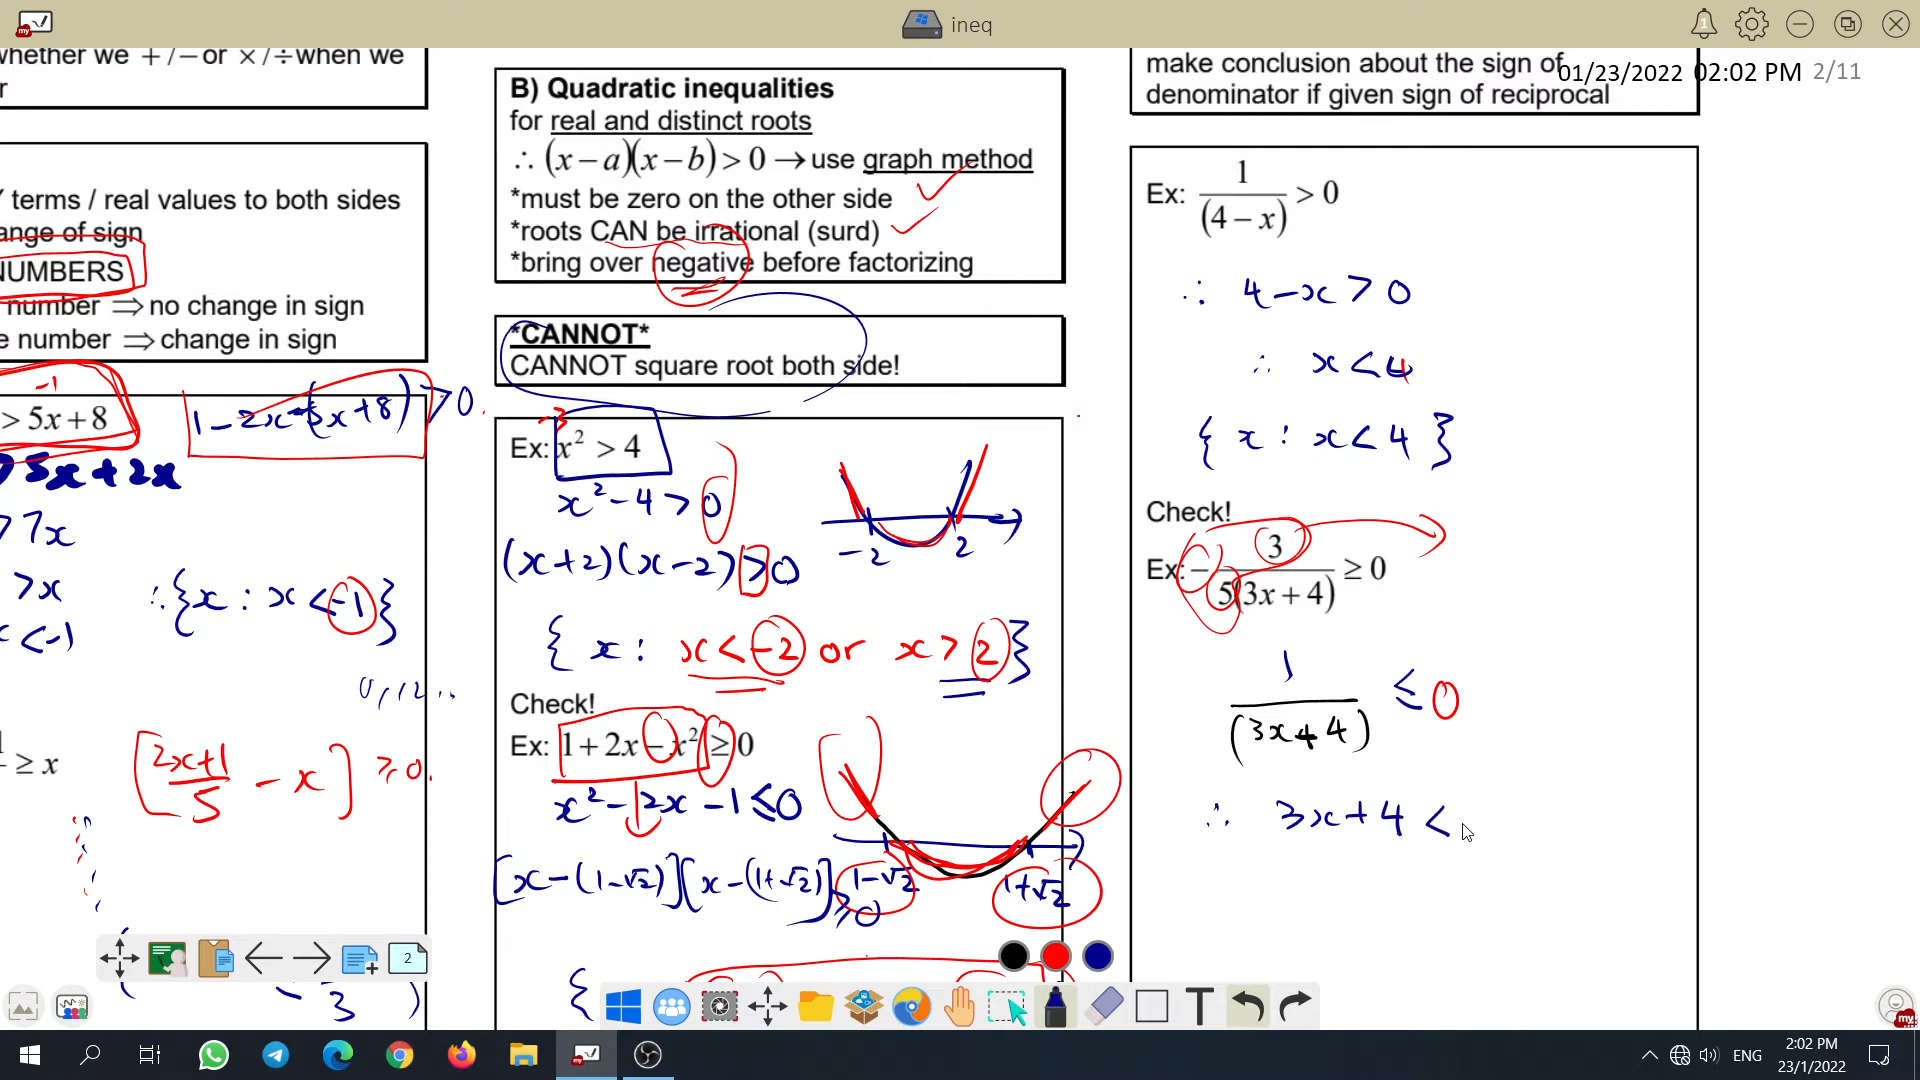 ineq
01/23/2022 02:02 PM 2/11
whether we +/− or ×/÷ when we
r
terms / real values to both sides
ange of sign
NUMBERS
number ⇒ no change in sign
e number ⇒ change in sign
−1
> 5x + 8
1 − 2x − (5x + 8) > 0.
> 5x + 2x
> 7x
> x
< −1
∴ {x : x < −1}
≥ x
[2x+1/5 − x] ≥ 0.
− /3 )
B) Quadratic inequalities
for real and distinct roots
∴ (x − a)(x − b) > 0 → use graph method
*must be zero on the other side
*roots CAN be irrational (surd)
*bring over negative before factorizing
*CANNOT*
CANNOT square root both side!
−3
Ex: x² > 4
x² − 4 > 0
−2 2
(x+2)(x−2) > 0
{ x : x < −2 or x > 2 }
Check!
Ex: 1 + 2x − x² ≥ 0
x² − 2x − 1 ≤ 0
[x − (1−√2)][x − (1+√2)] ≥ 0
1−√2 1+√2
{
make conclusion about the sign of
denominator if given sign of reciprocal
Ex: 1/(4 − x) > 0
∴ 4 − x > 0
∴ x < 4
{ x : x < 4 }
Check!
Ex: − 3/5(3x + 4) ≥ 0
1/(3x + 4) ≤ 0
∴ 3x + 4 <
2
ENG
2:02 PM
23/1/2022